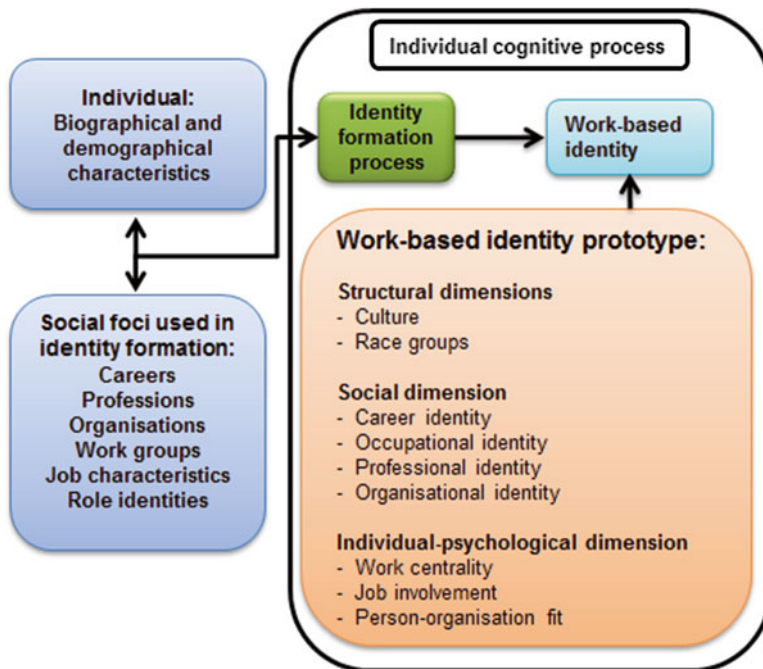 Individual cognitive process
Individual:
Biographical and
demographical
characteristics
Identity
formation
process
Work-based
identity
Social foci used in
identity formation:
Careers
Professions
Organisations
Work groups
Job characteristics
Role identities
Work-based identity prototype:
Structural dimensions
- Culture
- Race groups
Social dimension
- Career identity
- Occupational identity
- Professional identity
- Organisational identity
Individual-psychological dimension
- Work centrality
- Job involvement
- Person-organisation fit